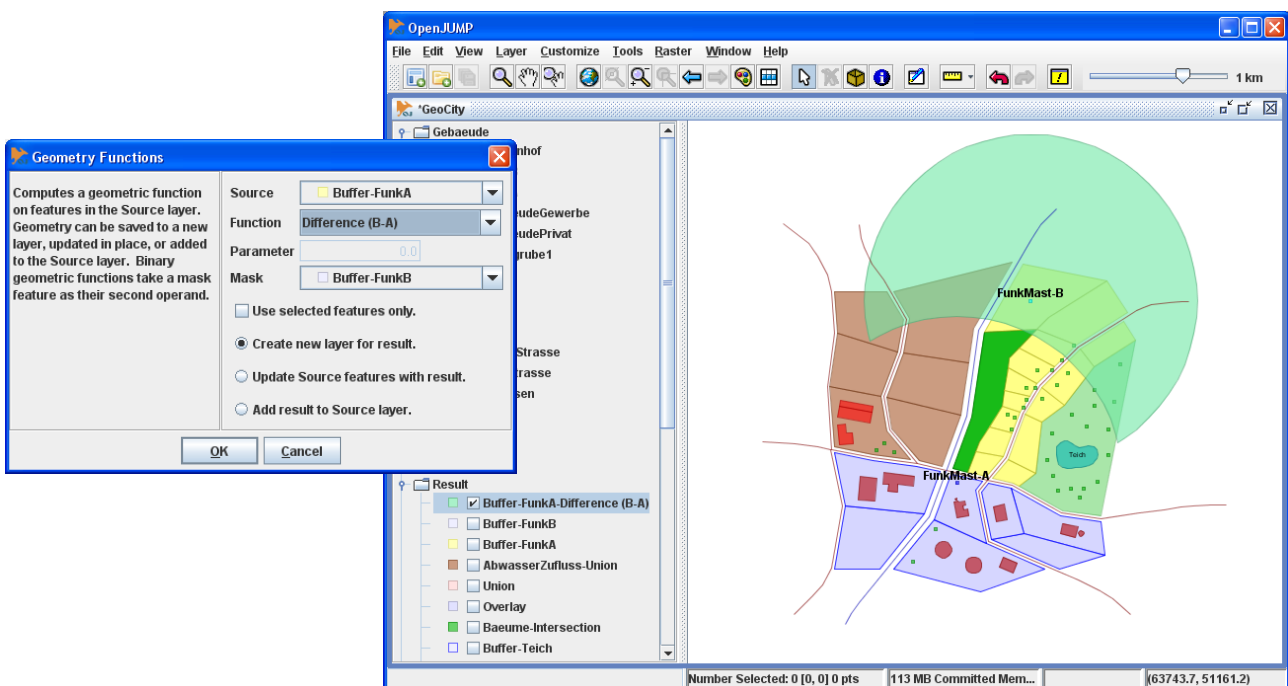 OpenJUMP
File Edit View Layer Customize Tools Raster Window Help
1 km
*GeoCity
Gebaeude
nhof
eudeGewerbe
eudePrivat
grube1
Strasse
trasse
sen
Result
Buffer-FunkA-Difference (B-A)
Buffer-FunkB
Buffer-FunkA
AbwasserZufluss-Union
Union
Overlay
Baeume-Intersection
Buffer-Teich
Geometry Functions
Computes a geometric function
on features in the Source layer.
Geometry can be saved to a new
layer, updated in place, or added
to the Source layer. Binary
geometric functions take a mask
feature as their second operand.
Source Buffer-FunkA
Function Difference (B-A)
Parameter 0.0
Mask Buffer-FunkB
Use selected features only.
Create new layer for result.
Update Source features with result.
Add result to Source layer.
OK Cancel
FunkMast-B
Teich
FunkMast-A
Number Selected: 0 [0, 0] 0 pts 113 MB Committed Mem... (63743.7, 51161.2)